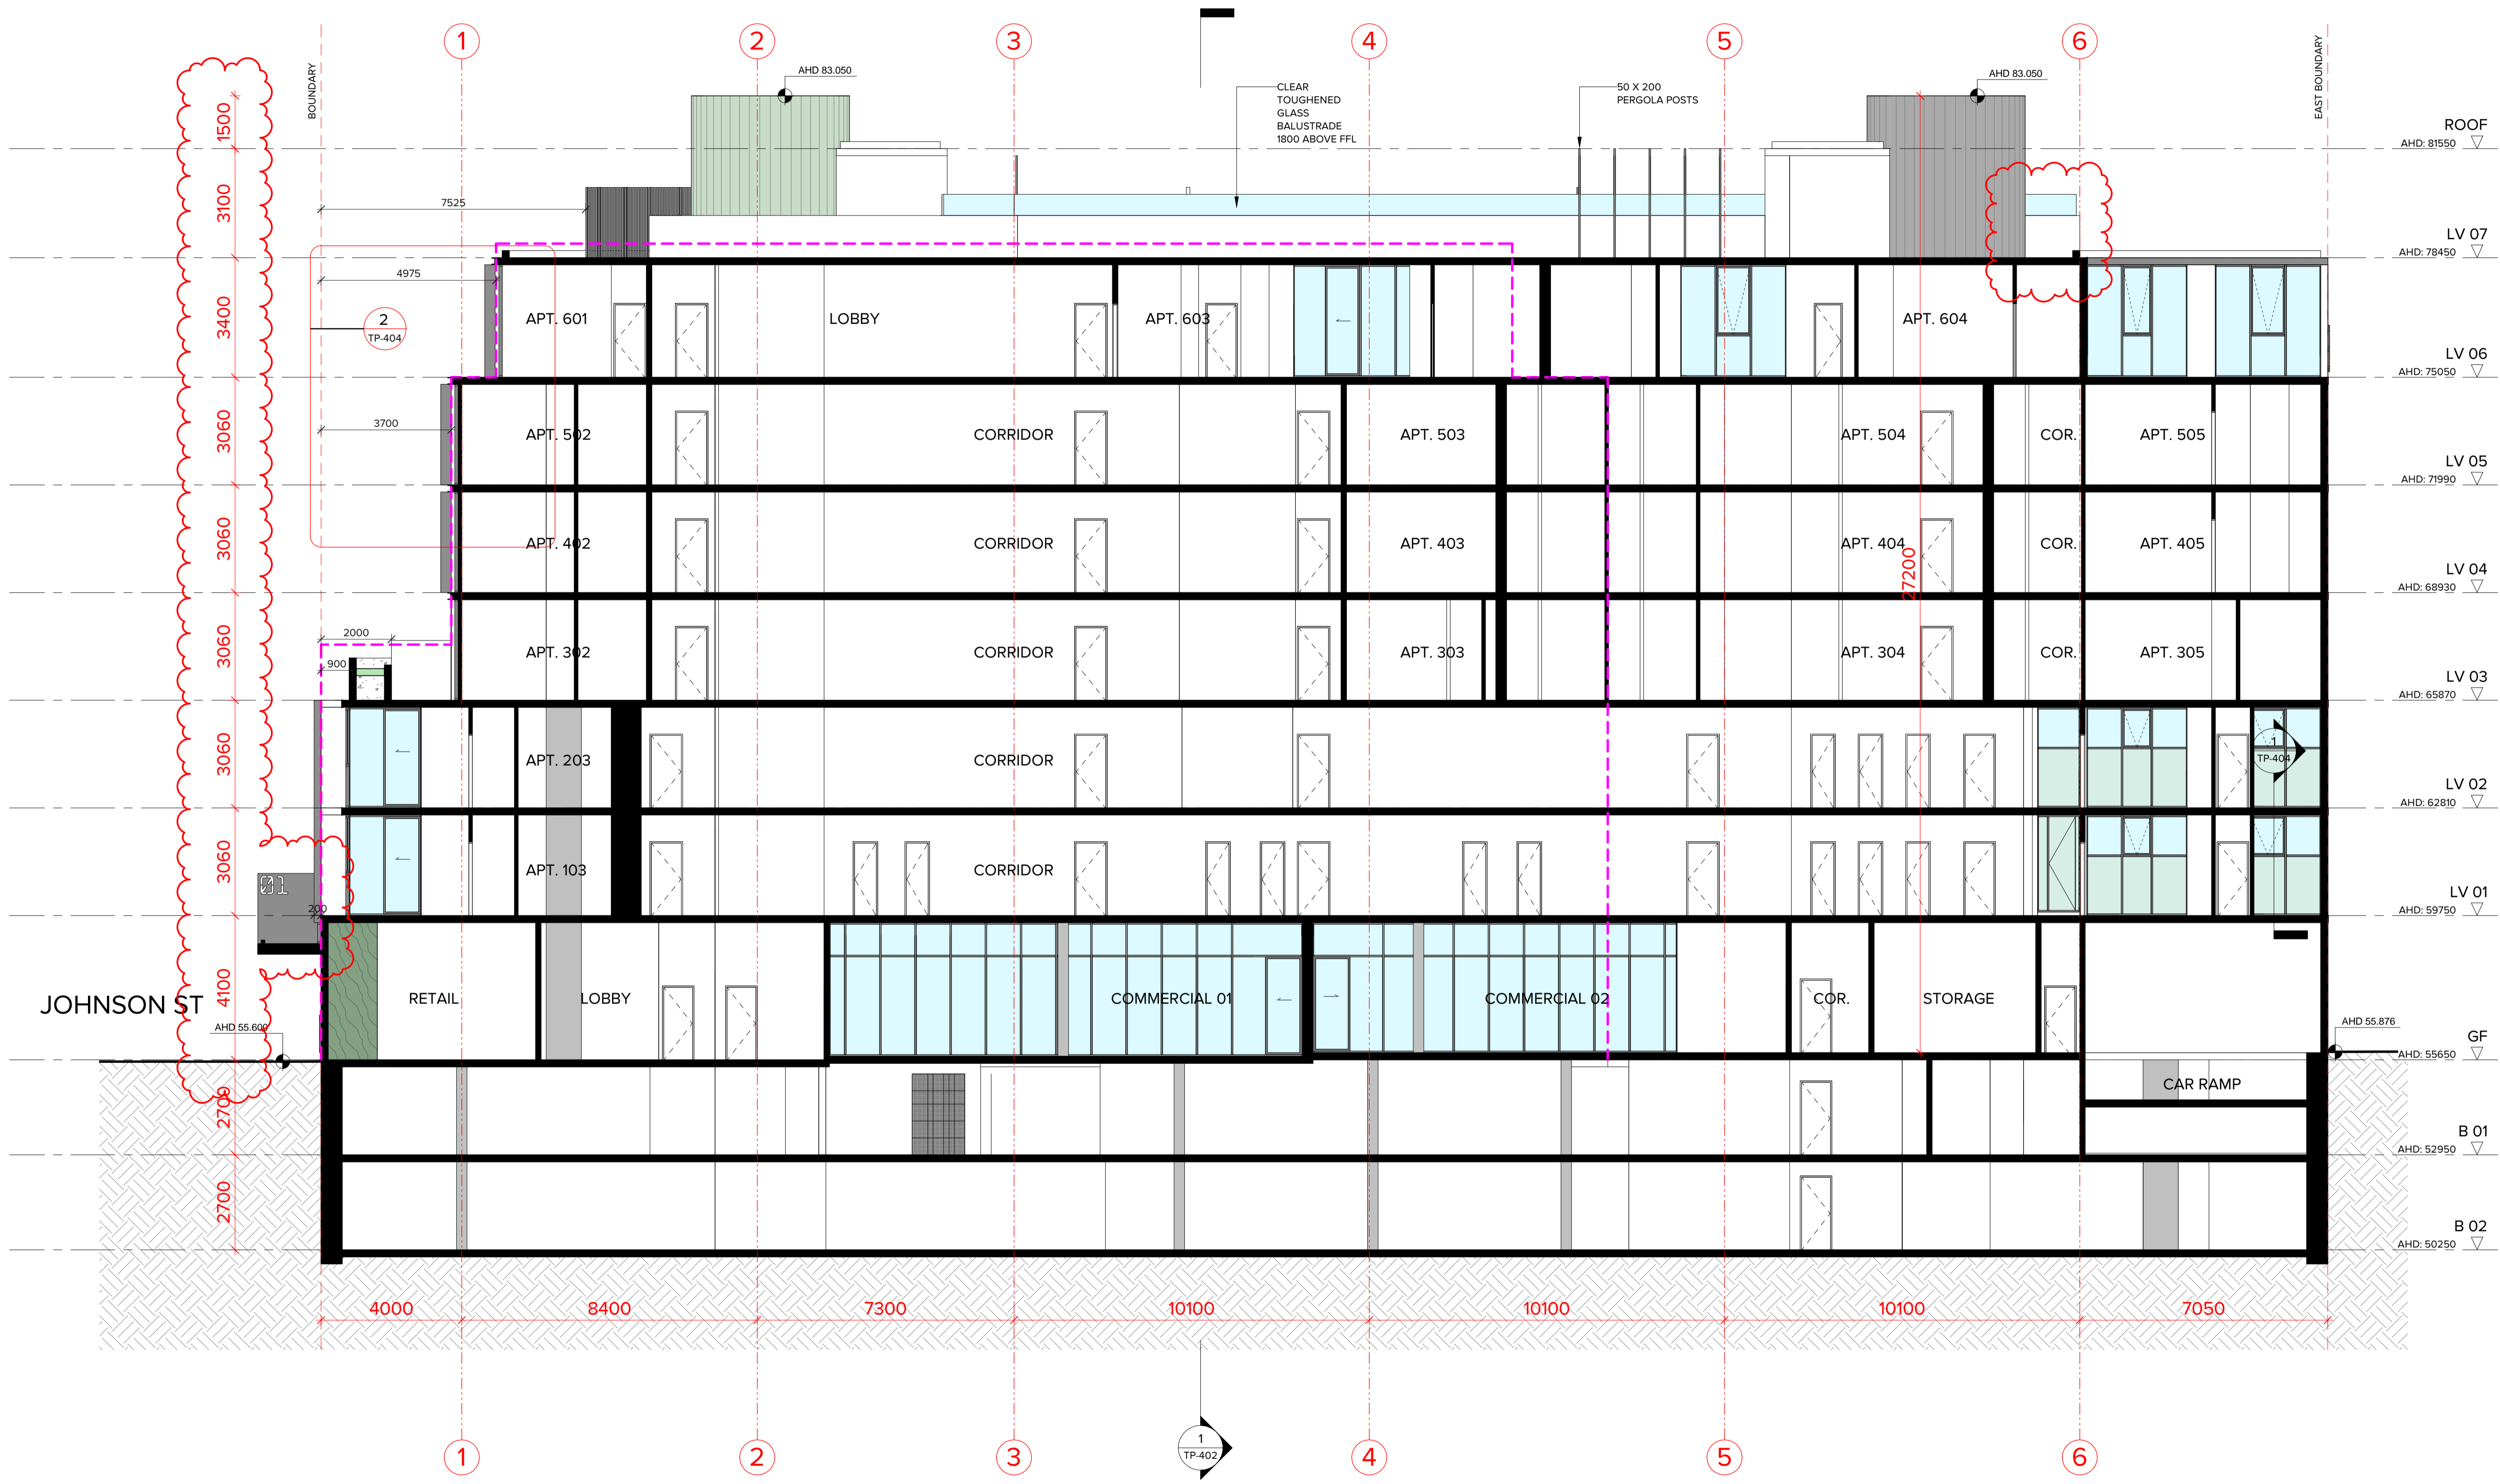 1
2
3
4
5
6
BOUNDARY
EAST BOUNDARY
AHD 83.050
AHD 83.050
CLEAR
TOUGHENED
GLASS
BALUSTRADE
1800 ABOVE FFL
50 X 200
PERGOLA POSTS
1500
ROOF
AHD: 81550
3100
7525
LV 07
AHD: 78450
4975
3400
2
TP-404
APT. 601
LOBBY
APT. 603
APT. 604
LV 06
AHD: 75050
3060
3700
APT. 502
CORRIDOR
APT. 503
APT. 504
COR.
APT. 505
LV 05
AHD: 71990
3060
APT. 402
CORRIDOR
APT. 403
APT. 404
COR.
APT. 405
27200
LV 04
AHD: 68930
3060
2000
900
APT. 302
CORRIDOR
APT. 303
APT. 304
COR.
APT. 305
LV 03
AHD: 65870
3060
APT. 203
CORRIDOR
1
TP-404
LV 02
AHD: 62810
3060
APT. 103
CORRIDOR
01
200
LV 01
AHD: 59750
4100
JOHNSON ST
RETAIL
LOBBY
COMMERCIAL 01
COMMERCIAL 02
COR.
STORAGE
AHD 55.600
AHD 55.876
GF
AHD: 55650
2700
CAR RAMP
B 01
AHD: 52950
2700
B 02
AHD: 50250
4000
8400
7300
10100
10100
10100
7050
1
TP-402
1
2
3
4
5
6